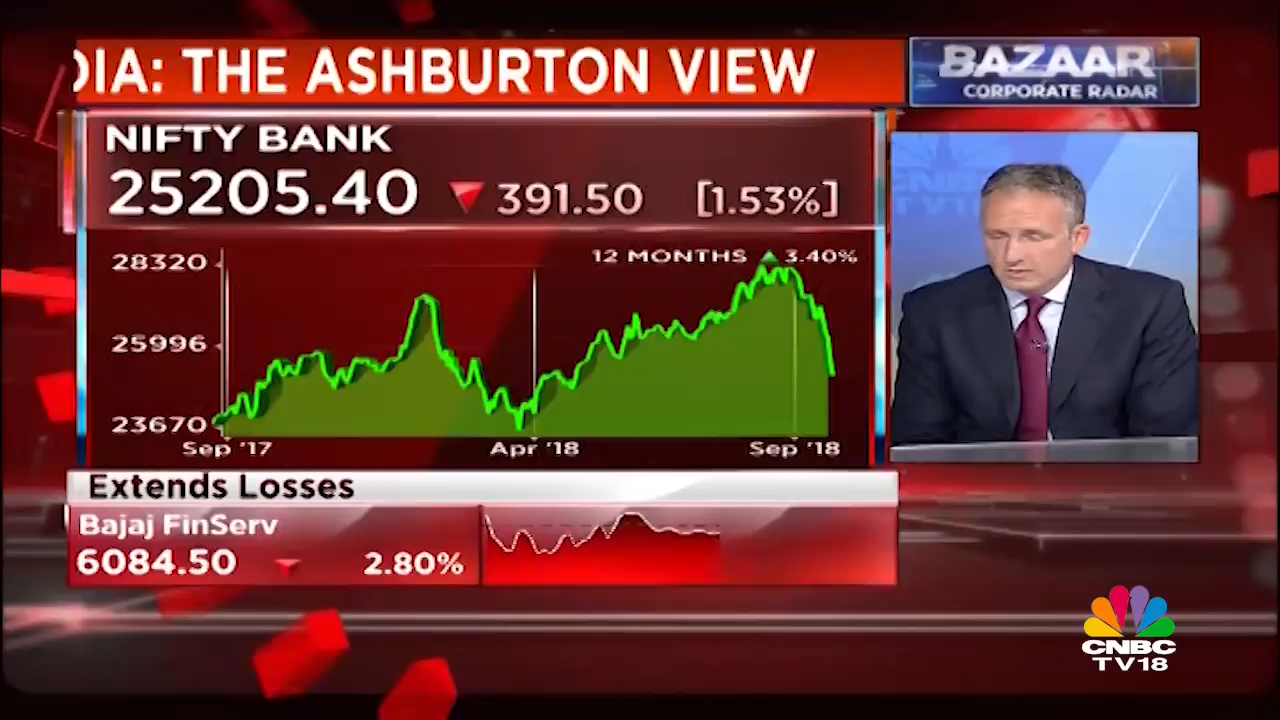 DIA: THE ASHBURTON VIEW
BAZAAR
CORPORATE RADAR
NIFTY BANK
25205.40 391.50 [1.53%]
12 MONTHS 3.40%
28320
25996
23670
Sep '17 Apr '18 Sep '18
CNBC
TV18
Extends Losses
Bajaj FinServ
6084.50 2.80%
CNBC
TV18